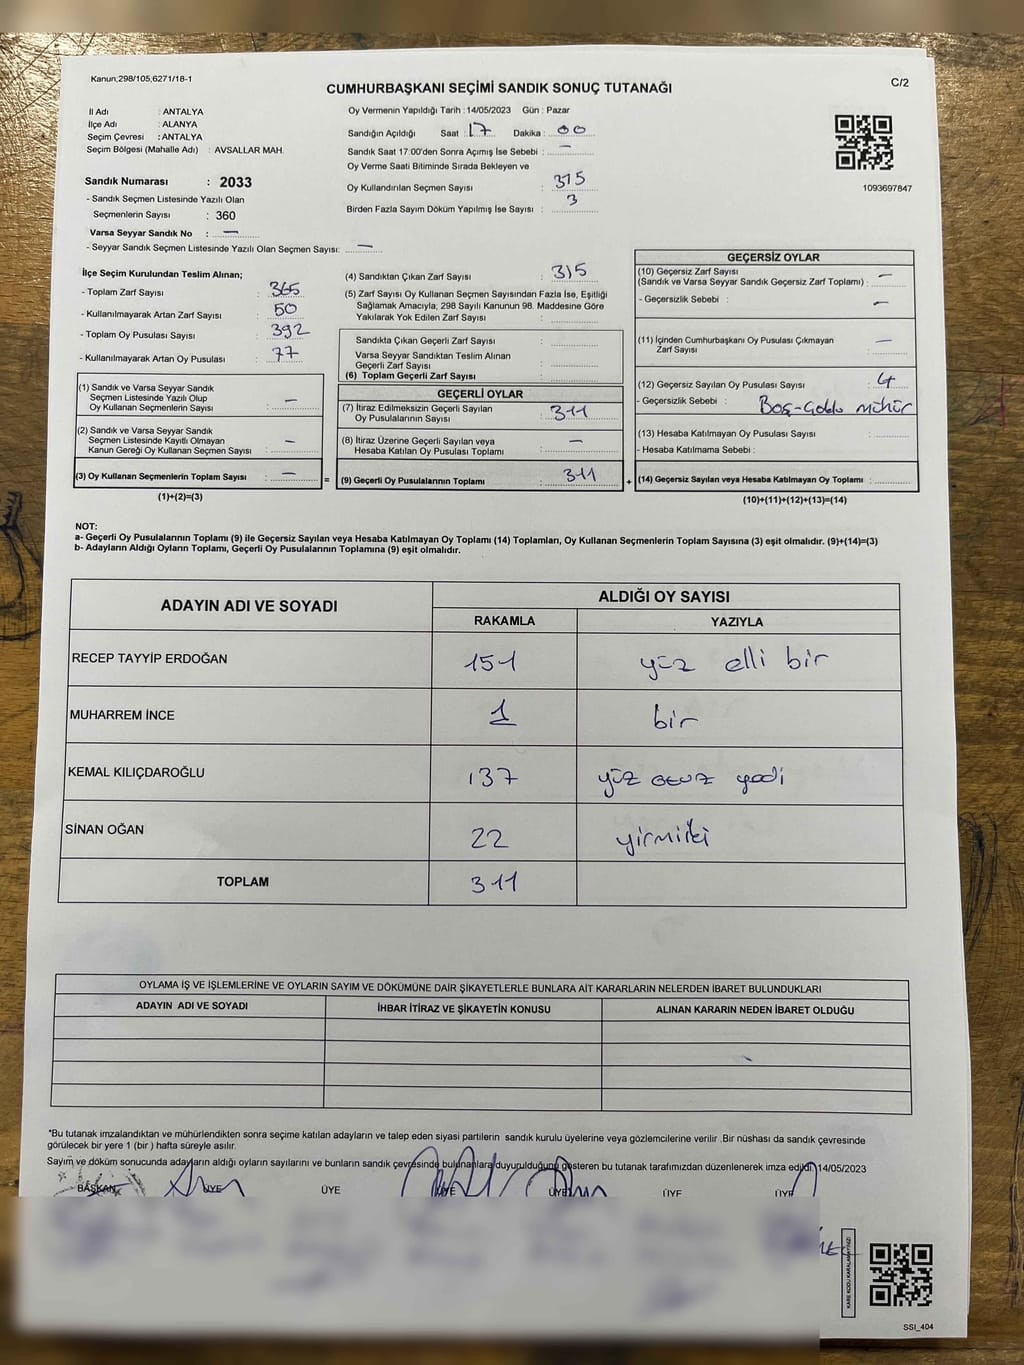 Kanun;298/105,6271/18-1
C/2
CUMHURBAŞKANI SEÇİMİ SANDIK SONUÇ TUTANAĞI
İl Adı : ANTALYA
İlçe Adı : ALANYA
Seçim Çevresi : ANTALYA
Seçim Bölgesi (Mahalle Adı) : AVSALLAR MAH.
Oy Vermenin Yapıldığı Tarih : 14/05/2023 Gün : Pazar
Sandığın Açıldığı Saat : 17 Dakika : 00
Sandık Saat 17:00'den Sonra Açımış İse Sebebi : —
Oy Verme Saati Bitiminde Sırada Bekleyen ve
Oy Kullandırılan Seçmen Sayısı : 315
Birden Fazla Sayım Döküm Yapılmış İse Sayısı : 3
1093697847
Sandık Numarası : 2033
- Sandık Seçmen Listesinde Yazılı Olan
Seçmenlerin Sayısı : 360
Varsa Seyyar Sandık No : —
- Seyyar Sandık Seçmen Listesinde Yazılı Olan Seçmen Sayısı: —
İlçe Seçim Kurulundan Teslim Alınan;
- Toplam Zarf Sayısı : 365
- Kullanılmayarak Artan Zarf Sayısı : 50
- Toplam Oy Pusulası Sayısı : 392
- Kullanılmayarak Artan Oy Pusulası : 77
(1) Sandık ve Varsa Seyyar Sandık
Seçmen Listesinde Yazılı Olup
Oy Kullanan Seçmenlerin Sayısı : —
(2) Sandık ve Varsa Seyyar Sandık
Seçmen Listesinde Kayıtlı Olmayan
Kanun Gereği Oy Kullanan Seçmen Sayısı : —
(3) Oy Kullanan Seçmenlerin Toplam Sayısı : —
(1)+(2)=(3)
(4) Sandıktan Çıkan Zarf Sayısı : 315
(5) Zarf Sayısı Oy Kullanan Seçmen Sayısından Fazla İse, Eşitliği
Sağlamak Amacıyla, 298 Sayılı Kanunun 98. Maddesine Göre
Yakılarak Yok Edilen Zarf Sayısı :
Sandıkta Çıkan Geçerli Zarf Sayısı :
Varsa Seyyar Sandıktan Teslim Alınan
Geçerli Zarf Sayısı :
(6) Toplam Geçerli Zarf Sayısı :
GEÇERLİ OYLAR
(7) İtiraz Edilmeksizin Geçerli Sayılan
Oy Pusulalarının Sayısı : 311
(8) İtiraz Üzerine Geçerli Sayılan veya
Hesaba Katılan Oy Pusulası Toplamı : —
= (9) Geçerli Oy Pusulalarının Toplamı : 311
GEÇERSİZ OYLAR
(10) Geçersiz Zarf Sayısı
(Sandık ve Varsa Seyyar Sandık Geçersiz Zarf Toplamı) : —
- Geçersizlik Sebebi : —
(11) İçinden Cumhurbaşkanı Oy Pusulası Çıkmayan
Zarf Sayısı : —
(12) Geçersiz Sayılan Oy Pusulası Sayısı : 4
- Geçersizlik Sebebi : Boş- mühür
(13) Hesaba Katılmayan Oy Pusulası Sayısı :
- Hesaba Katılmama Sebebi :
+ (14) Geçersiz Sayılan veya Hesaba Katılmayan Oy Toplamı :
(10)+(11)+(12)+(13)=(14)
NOT:
a- Geçerli Oy Pusulalarının Toplamı (9) ile Geçersiz Sayılan veya Hesaba Katılmayan Oy Toplamı (14) Toplamları, Oy Kullanan Seçmenlerin Toplam Sayısına (3) eşit olmalıdır. (9)+(14)=(3)
b- Adayların Aldığı Oyların Toplamı, Geçerli Oy Pusulalarının Toplamına (9) eşit olmalıdır.
ADAYIN ADI VE SOYADI
ALDIĞI OY SAYISI
RAKAMLA YAZIYLA
RECEP TAYYİP ERDOĞAN 151 yüz elli bir
MUHARREM İNCE 1 bir
KEMAL KILIÇDAROĞLU 137 yüz otuz yedi
SİNAN OĞAN 22 yirmiiki
TOPLAM 311
OYLAMA İŞ VE İŞLEMLERİNE VE OYLARIN SAYIM VE DÖKÜMÜNE DAİR ŞİKAYETLERLE BUNLARA AİT KARARLARIN NELERDEN İBARET BULUNDUKLARI
ADAYIN ADI VE SOYADI İHBAR İTİRAZ VE ŞİKAYETİN KONUSU ALINAN KARARIN NEDEN İBARET OLDUĞU
*Bu tutanak imzalandıktan ve mühürlendikten sonra seçime katılan adayların ve talep eden siyasi partilerin sandık kurulu üyelerine veya gözlemcilerine verilir .Bir nüshası da sandık çevresinde
görülecek bir yere 1 (bir ) hafta süreyle asılır.
Sayım ve döküm sonucunda adayların aldığı oyların sayılarını ve bunların sandık çevresinde bulunanlara duyurulduğunu gösteren bu tutanak tarafımızdan düzenlenerek imza edildi. 14/05/2023
BAŞKAN ÜYE ÜYE ÜYE ÜYE ÜYE ÜYE
KARE KODU KARALAMAYINIZ!
SSI_404